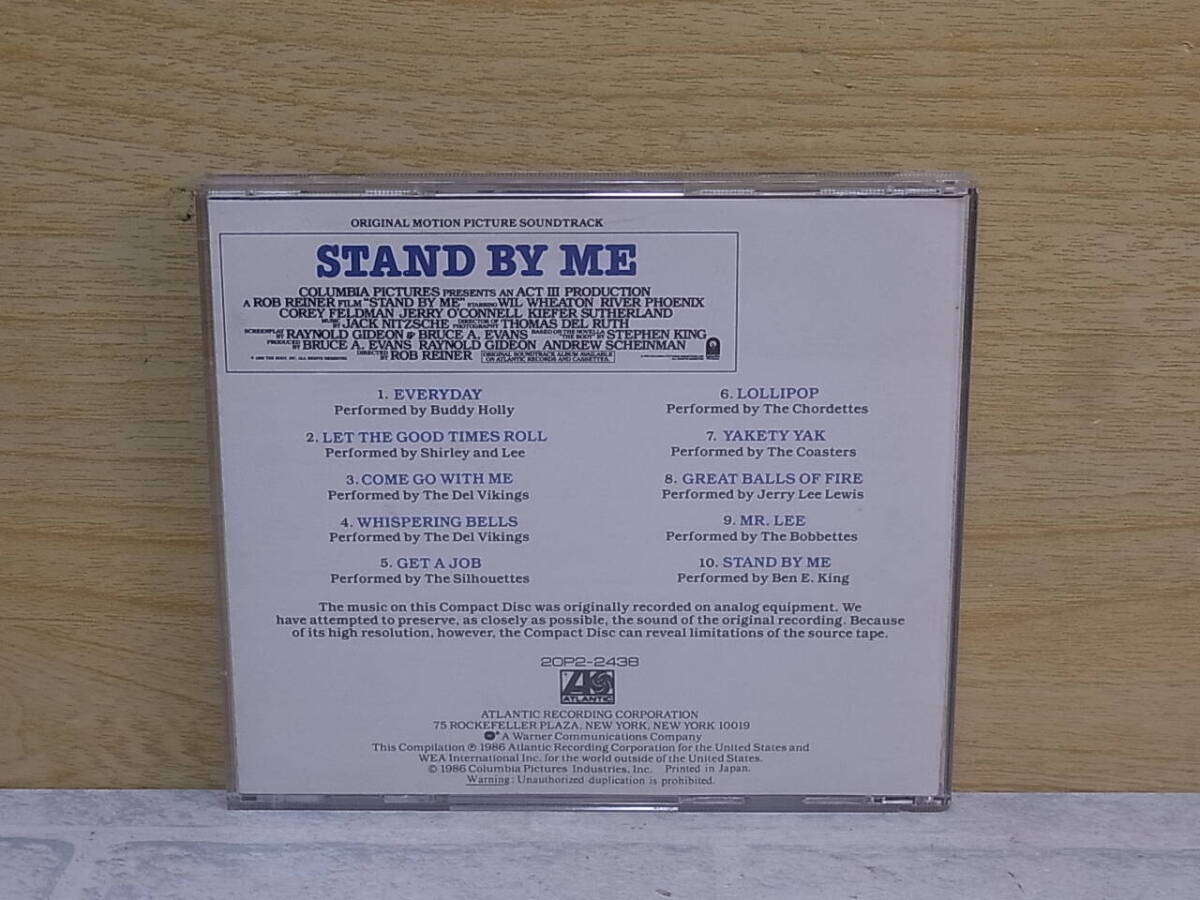 ORIGINAL MOTION PICTURE SOUNDTRACK
STAND BY ME
COLUMBIA PICTURES PRESENTS AN ACT III PRODUCTION
A ROB REINER FILM "STAND BY ME" STARRING WIL WHEATON RIVER PHOENIX
COREY FELDMAN JERRY O'CONNELL KIEFER SUTHERLAND
MUSIC BY JACK NITZSCHE DIRECTOR OF PHOTOGRAPHY THOMAS DEL RUTH
SCREENPLAY BY RAYNOLD GIDEON & BRUCE A. EVANS BASED ON THE NOVELLA "THE BODY" BY STEPHEN KING
PRODUCED BY BRUCE A. EVANS RAYNOLD GIDEON ANDREW SCHEINMAN
DIRECTED BY ROB REINER ORIGINAL SOUNDTRACK ALBUM AVAILABLE ON ATLANTIC RECORDS AND CASSETTES.
1. EVERYDAY
Performed by Buddy Holly
2. LET THE GOOD TIMES ROLL
Performed by Shirley and Lee
3. COME GO WITH ME
Performed by The Del Vikings
4. WHISPERING BELLS
Performed by The Del Vikings
5. GET A JOB
Performed by The Silhouettes
6. LOLLIPOP
Performed by The Chordettes
7. YAKETY YAK
Performed by The Coasters
8. GREAT BALLS OF FIRE
Performed by Jerry Lee Lewis
9. MR. LEE
Performed by The Bobbettes
10. STAND BY ME
Performed by Ben E. King
The music on this Compact Disc was originally recorded on analog equipment. We
have attempted to preserve, as closely as possible, the sound of the original recording. Because
of its high resolution, however, the Compact Disc can reveal limitations of the source tape.
20P2-2438
ATLANTIC
ATLANTIC RECORDING CORPORATION
75 ROCKEFELLER PLAZA, NEW YORK, NEW YORK 10019
A Warner Communications Company
This Compilation ℗ 1986 Atlantic Recording Corporation for the United States and
WEA International Inc. for the world outside of the United States.
© 1986 Columbia Pictures Industries, Inc. Printed in Japan.
Warning: Unauthorized duplication is prohibited.